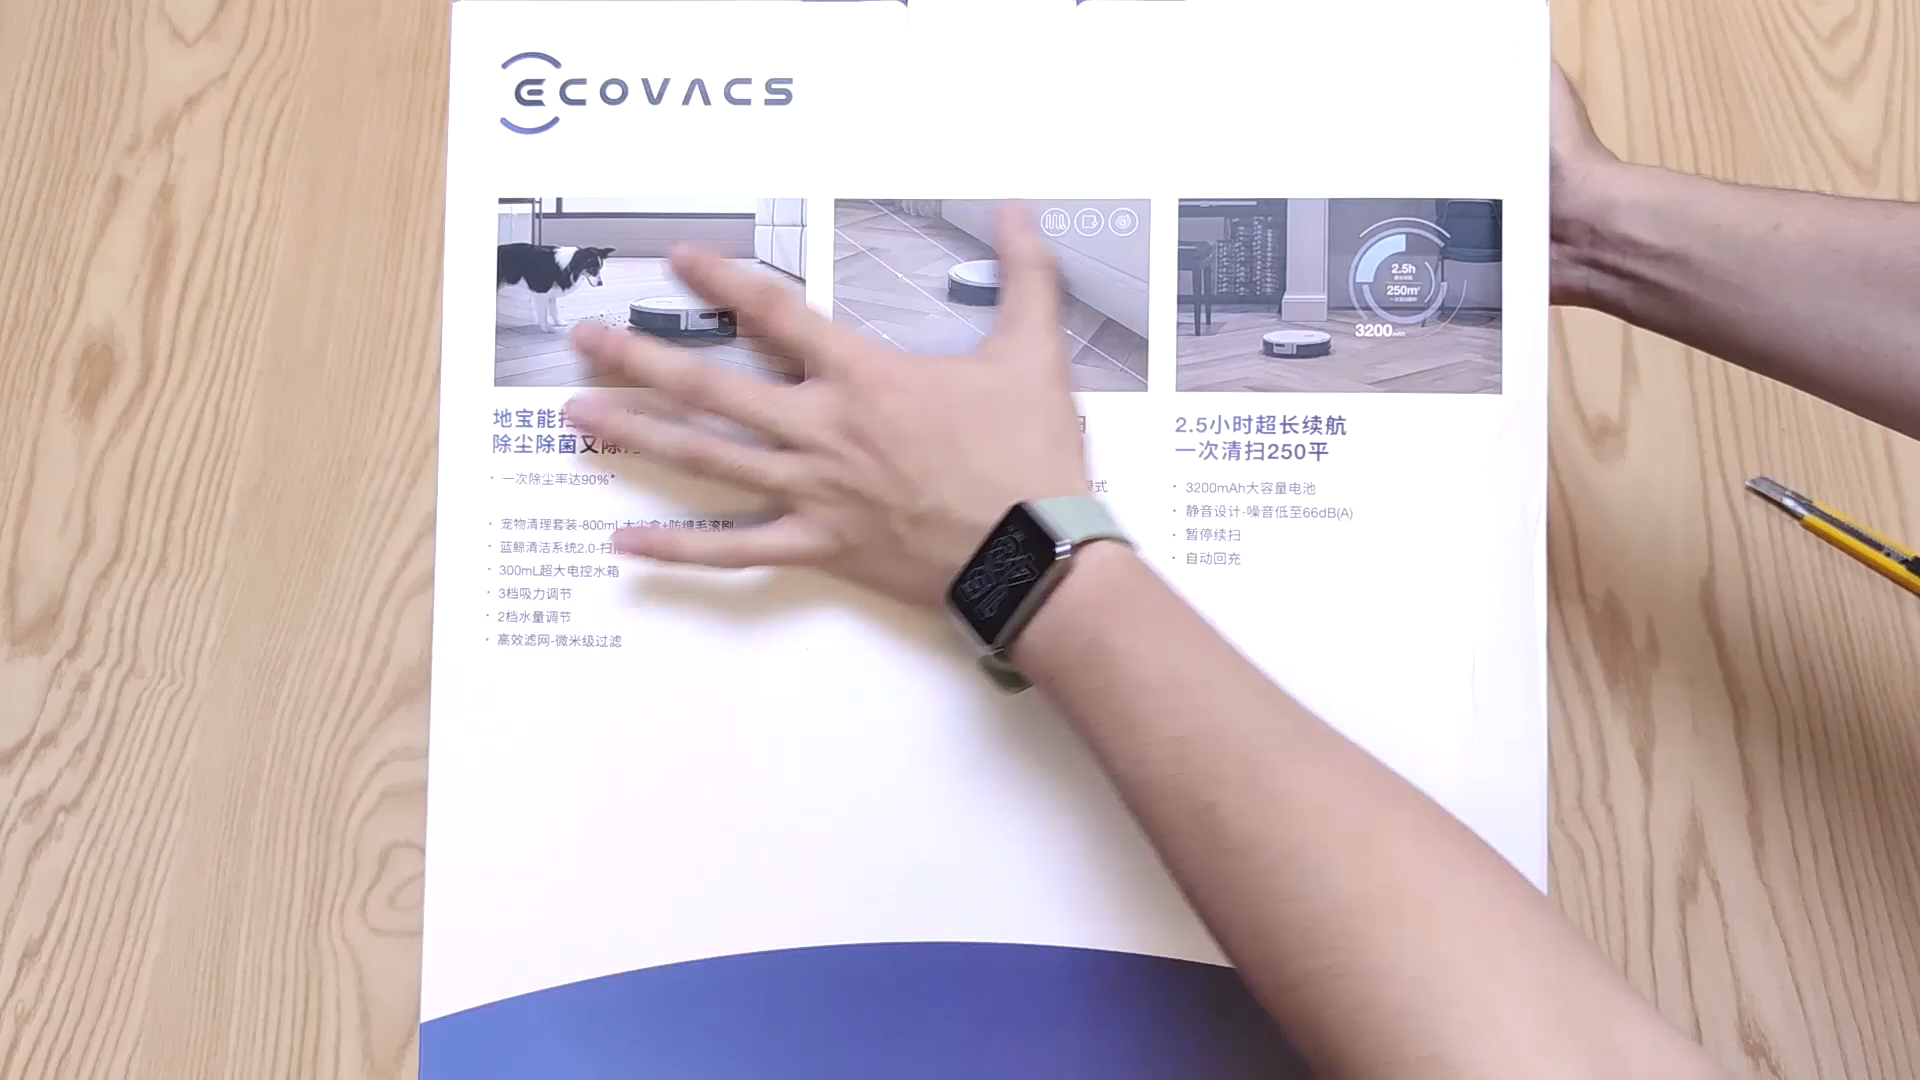 ECOVACS
2.5h
250m²
3200mAh
地宝能扫
除尘除菌又除
一次除尘率达90%*
宠物清理套装-800mL大尘盒+防缠毛滚刷
蓝鲸清洁系统2.0-扫拖
300mL超大电控水箱
3档吸力调节
2档水量调节
高效滤网-微米级过滤
模式
2.5小时超长续航
一次清扫250平
3200mAh大容量电池
静音设计-噪音低至66dB(A)
暂停续扫
自动回充